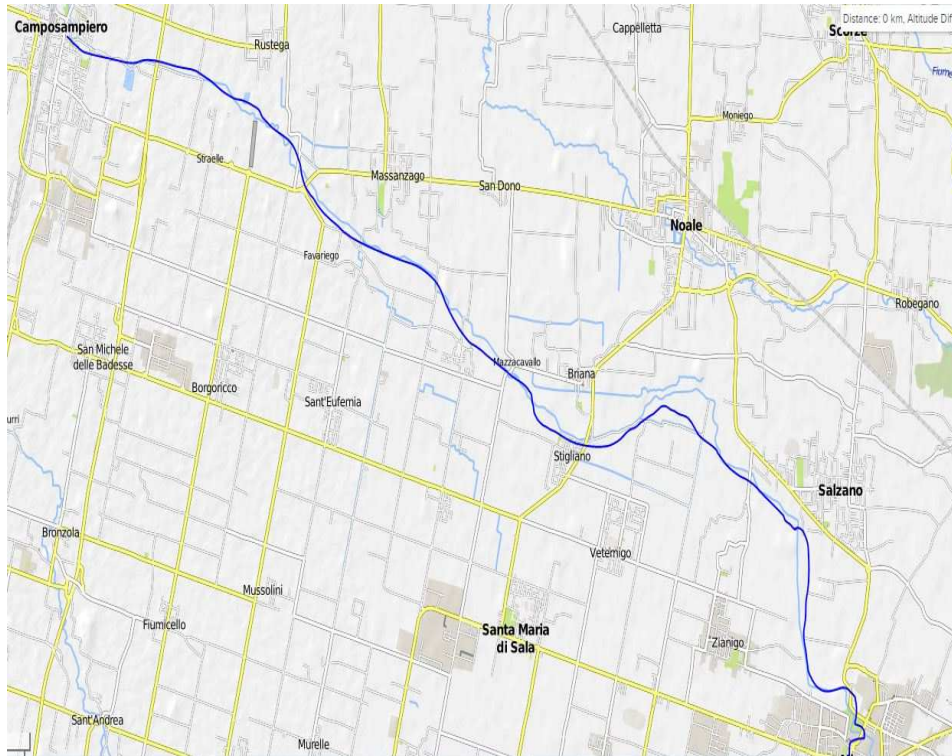 Camposampiero
Rustega
Cappelletta
Distance: 0 km, Altitude Dif
Scorzè
Fiume
Moniego
Straelle
Massanzago
San Dono
Noale
Favariego
Robegano
San Michele
delle Badesse
Mazzacavallo
Briana
Borgoricco
Sant'Eufemia
urri
Stigliano
Salzano
Bronzola
Vetemigo
Mussolini
Fiumicello
Santa Maria
di Sala
Zianigo
Sant'Andrea
Murelle